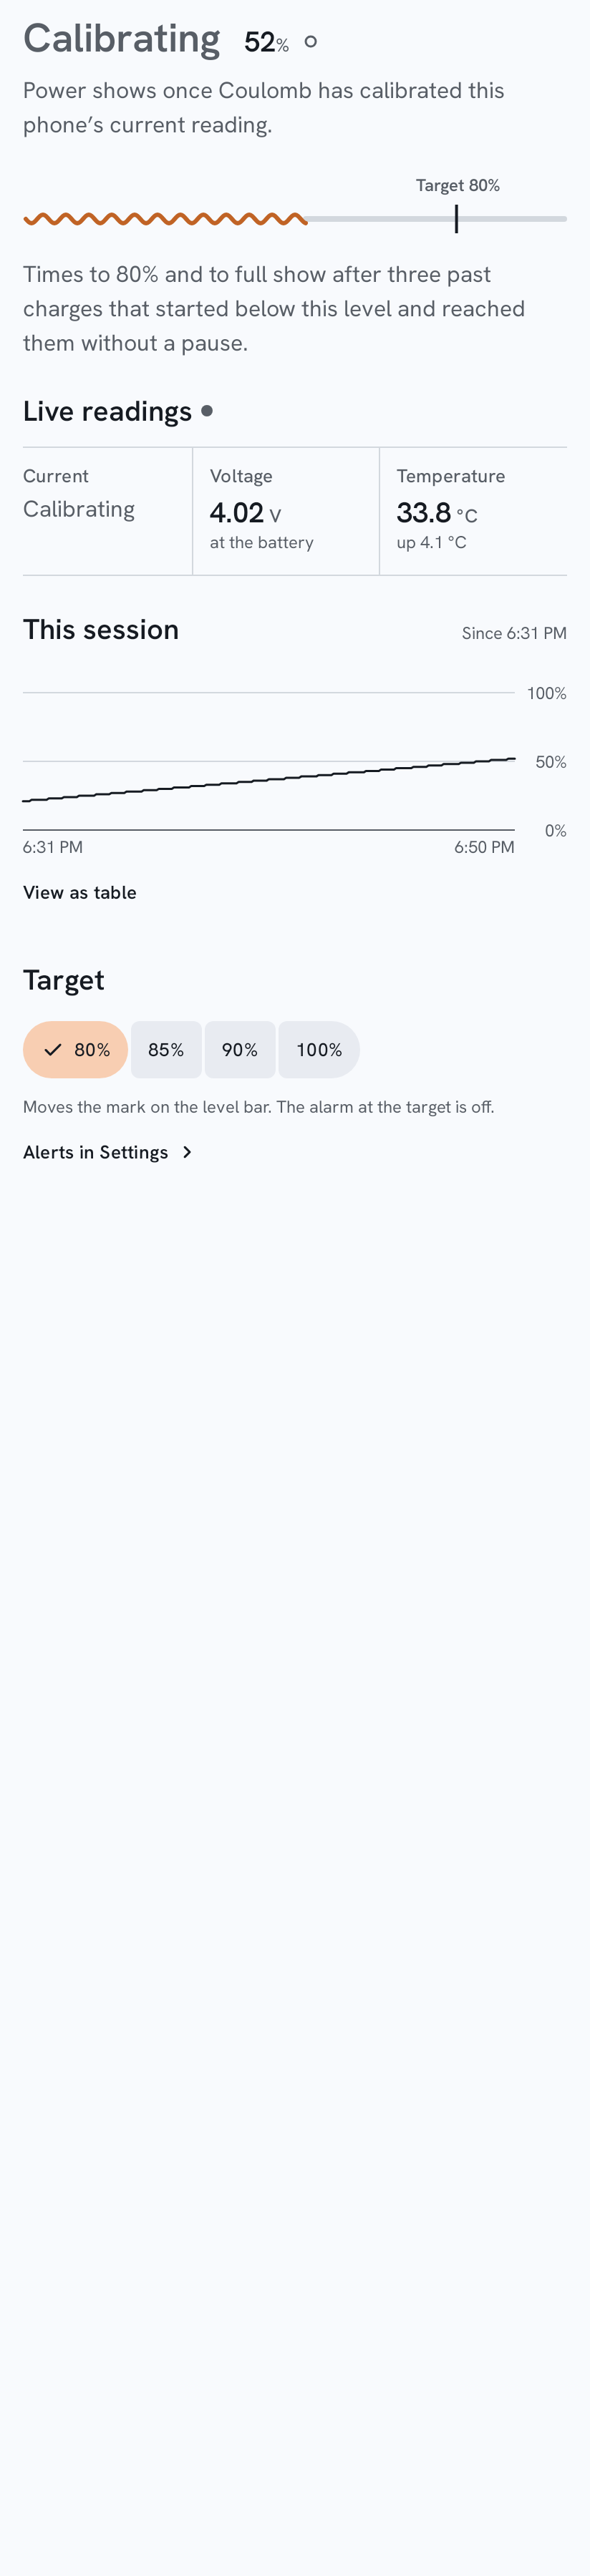 Calibrating 52%
Power shows once Coulomb has calibrated this
phone’s current reading.
Target 80%
Times to 80% and to full show after three past
charges that started below this level and reached
them without a pause.
Live readings
Current
Calibrating
Voltage
4.02 V
at the battery
Temperature
33.8 °C
up 4.1 °C
This session
Since 6:31 PM
100%
50%
0%
6:31 PM
6:50 PM
View as table
Target
80%
85%
90%
100%
Moves the mark on the level bar. The alarm at the target is off.
Alerts in Settings